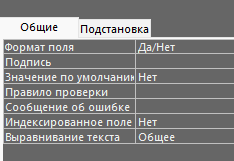 Общие Подстановка
Формат поля Да/Нет
Подпись
Значение по умолчани Нет
Правило проверки
Сообщение об ошибке
Индексированное поле Нет
Выравнивание текста Общее